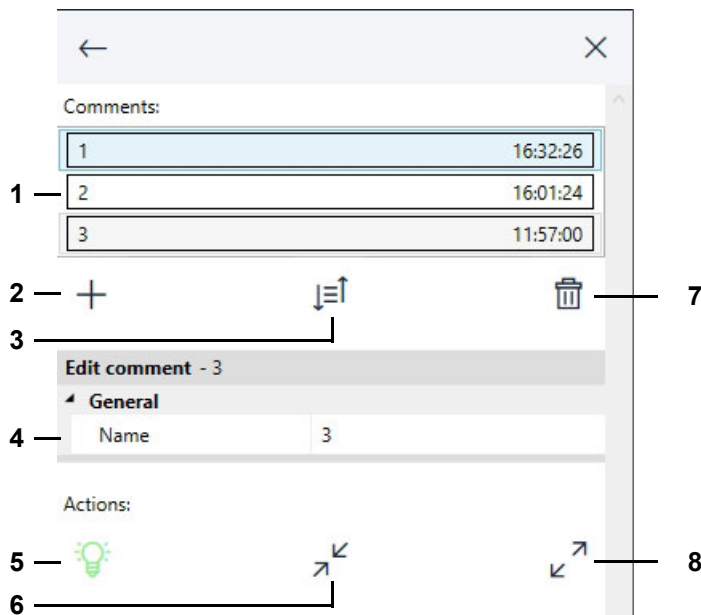 Comments:
1 16:32:26
1 2 16:01:24
3 11:57:00
2 7
3
Edit comment - 3
General
4 Name 3
Actions:
5 8
6